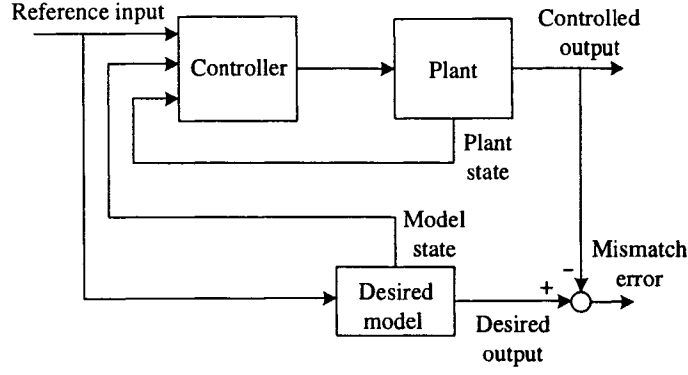 Reference input
Controlled
output
Controller
Plant
Plant
state
Model
state
Mismatch
error
−
+
Desired
model
Desired
output